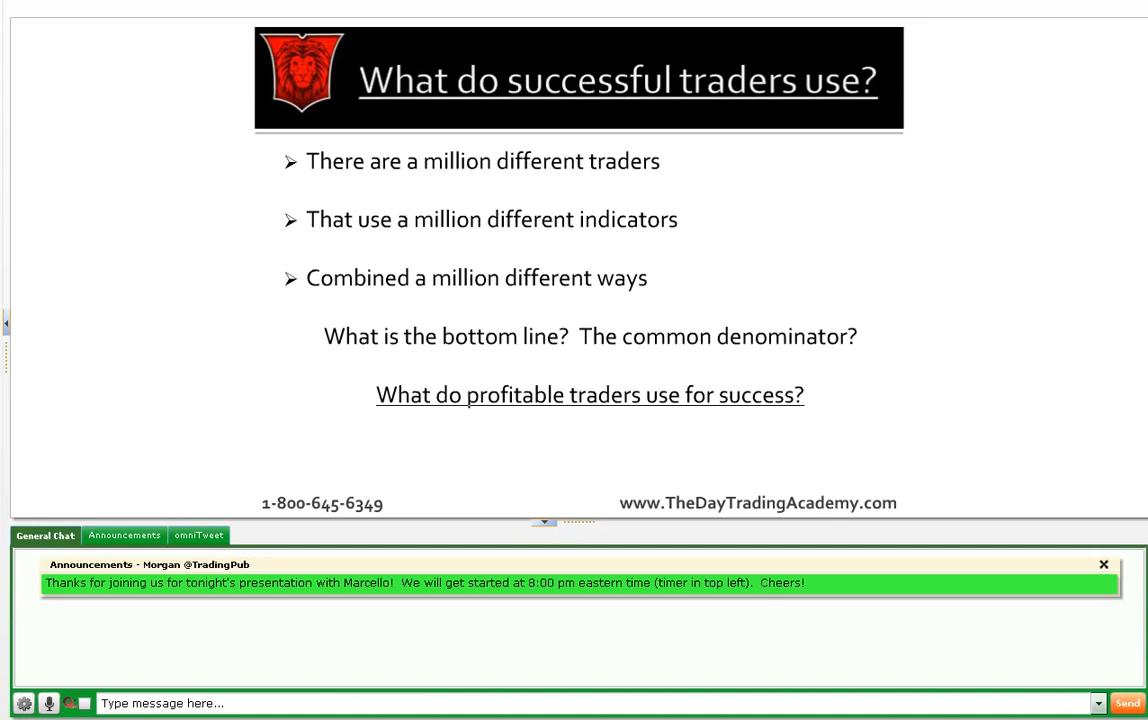 What do successful traders use?
There are a million different traders
That use a million different indicators
Combined a million different ways
What is the bottom line? The common denominator?
What do profitable traders use for success?
1-800-645-6349 www.TheDayTradingAcademy.com
General Chat Announcements omniTweet
Announcements - Morgan @TradingPub
Thanks for joining us for tonight's presentation with Marcello! We will get started at 8:00 pm eastern time (timer in top left). Cheers!
Type message here... Send